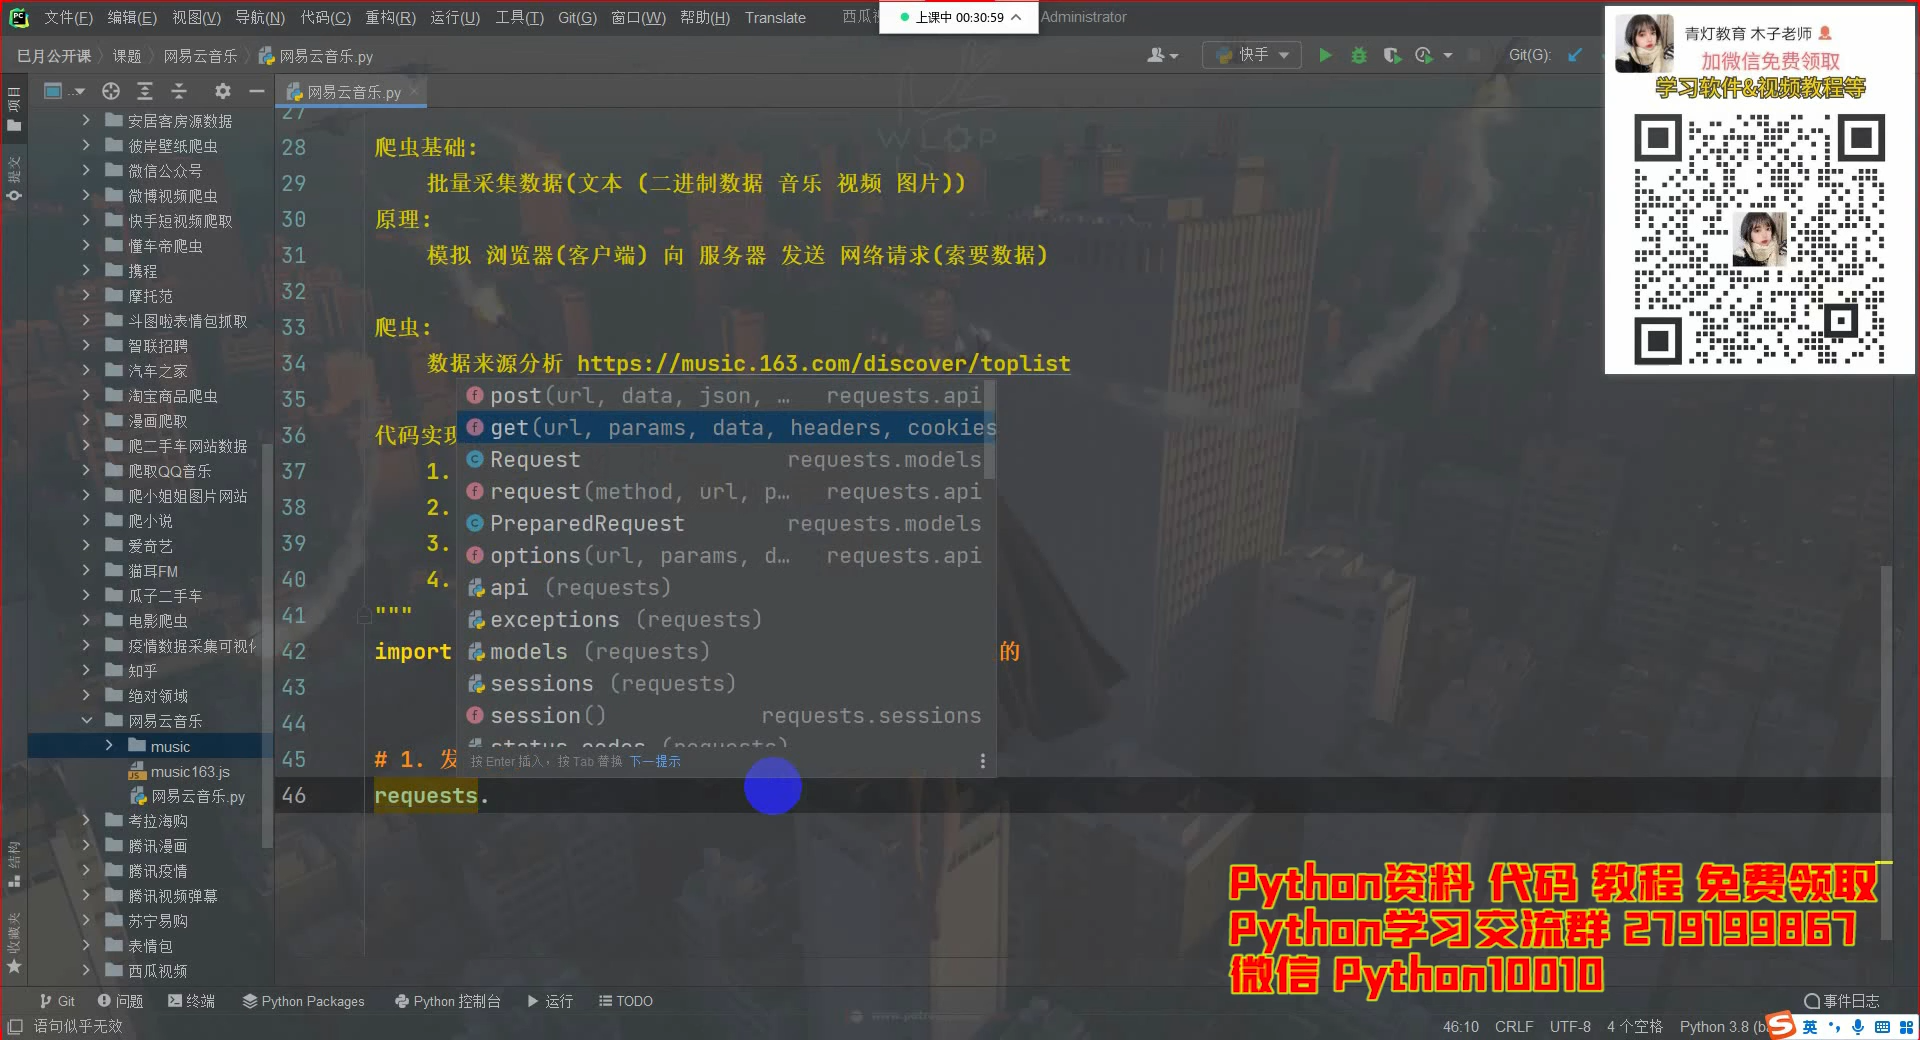 文件(F) 编辑(E) 视图(V) 导航(N) 代码(C) 重构(R) 运行(U) 工具(T) Git(G) 窗口(W) 帮助(H) Translate
上课中 00:30:59
Administrator
巳月公开课 课题 网易云音乐 网易云音乐.py
快手
Git(G):
青灯教育 木子老师
加微信免费领取
学习软件&视频教程等
项目
提交
结构
收藏夹
网易云音乐.py
安居客房源数据
彼岸壁纸爬虫
微信公众号
微博视频爬虫
快手短视频爬取
懂车帝爬虫
携程
摩托范
斗图啦表情包抓取
智联招聘
汽车之家
淘宝商品爬虫
漫画爬取
爬二手车网站数据
爬取QQ音乐
爬小姐姐图片网站
爬小说
爱奇艺
猫耳FM
瓜子二手车
电影爬虫
疫情数据采集可视化
知乎
绝对领域
网易云音乐
music
music163.js
网易云音乐.py
考拉海购
腾讯漫画
腾讯疫情
腾讯视频弹幕
苏宁易购
表情包
西瓜视频
27
28 爬虫基础:
29 批量采集数据(文本 (二进制数据 音乐 视频 图片))
30 原理:
31 模拟 浏览器(客户端) 向 服务器 发送 网络请求(索要数据)
32
33 爬虫:
34 数据来源分析 https://music.163.com/discover/toplist
35
36 代码实现
37 1.
38 2.
39 3.
40 4.
41 """
42 import 的
43
44
45 # 1. 发
46 requests.
post(url, data, json, … requests.api
get(url, params, data, headers, cookies
Request requests.models
request(method, url, p… requests.api
PreparedRequest requests.models
options(url, params, d… requests.api
api (requests)
exceptions (requests)
models (requests)
sessions (requests)
session() requests.sessions
status_codes (requests)
按 Enter 插入，按 Tab 替换 下一提示
WLOP
Python资料 代码 教程 免费领取
Python学习交流群 279199867
微信 Python10010
Git 问题 终端 Python Packages Python 控制台 运行 TODO
事件日志
语句似乎无效
46:10 CRLF UTF-8 4 个空格 Python 3.8 (ba
英